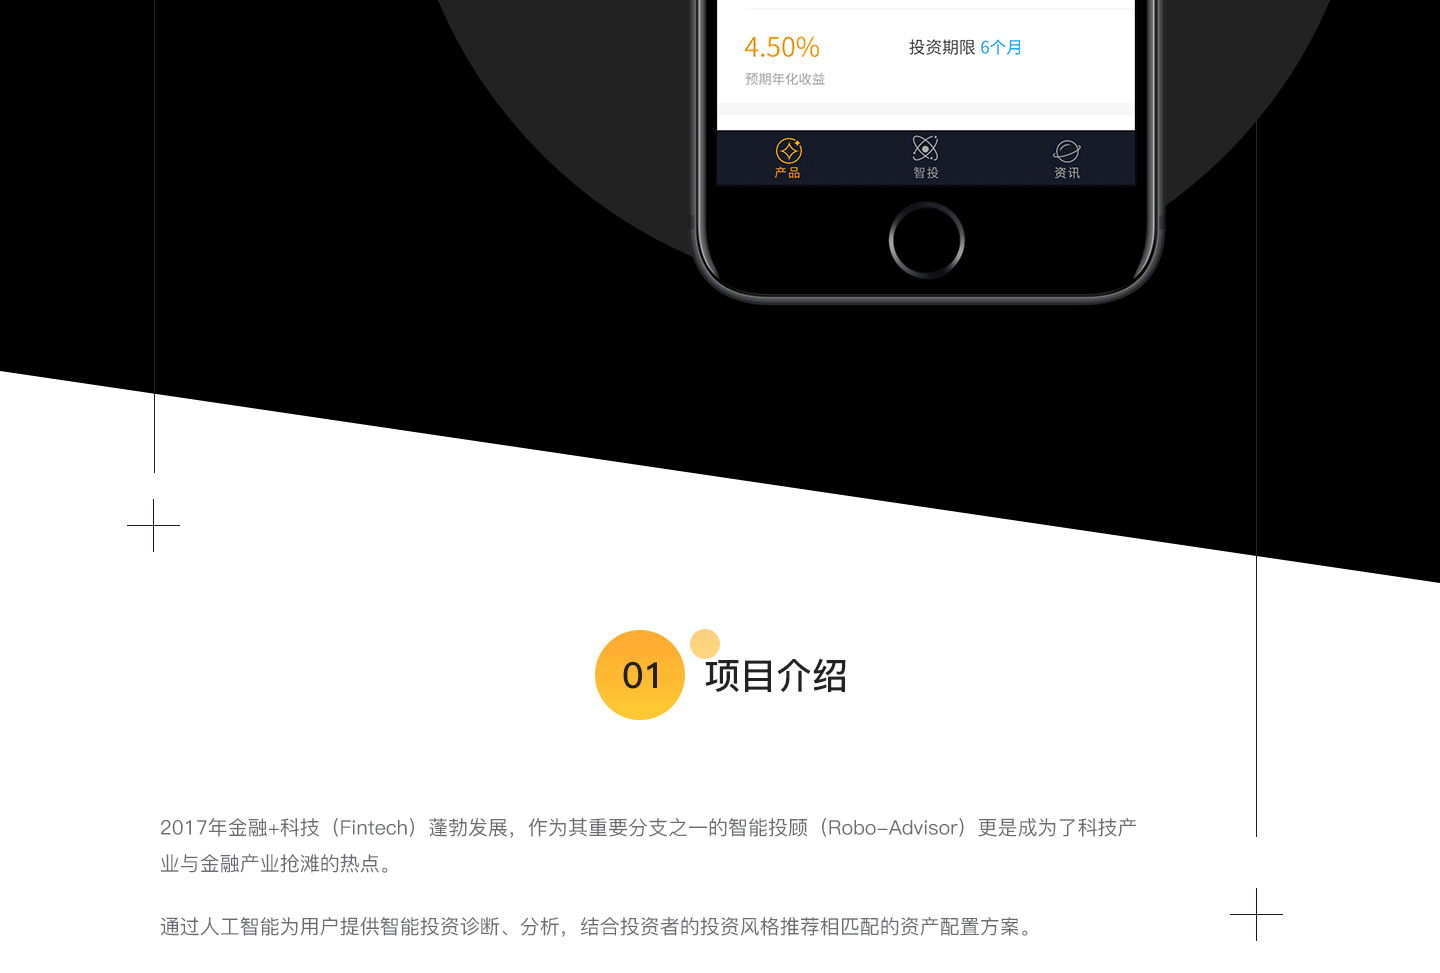 4.50%
投资期限 6个月
预期年化收益
产品
智投
资讯
01
项目介绍
2017年金融+科技（Fintech）蓬勃发展，作为其重要分支之一的智能投顾（Robo-Advisor）更是成为了科技产
业与金融产业抢滩的热点。
通过人工智能为用户提供智能投资诊断、分析，结合投资者的投资风格推荐相匹配的资产配置方案。